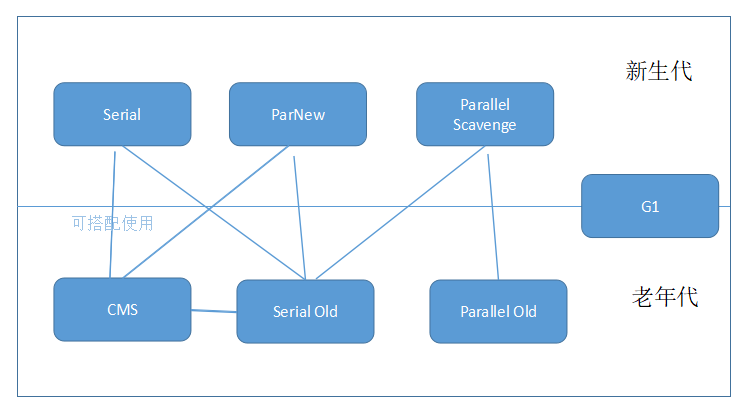 新生代
Serial
ParNew
Parallel
Scavenge
G1
可搭配使用
老年代
CMS
Serial Old
Parallel Old